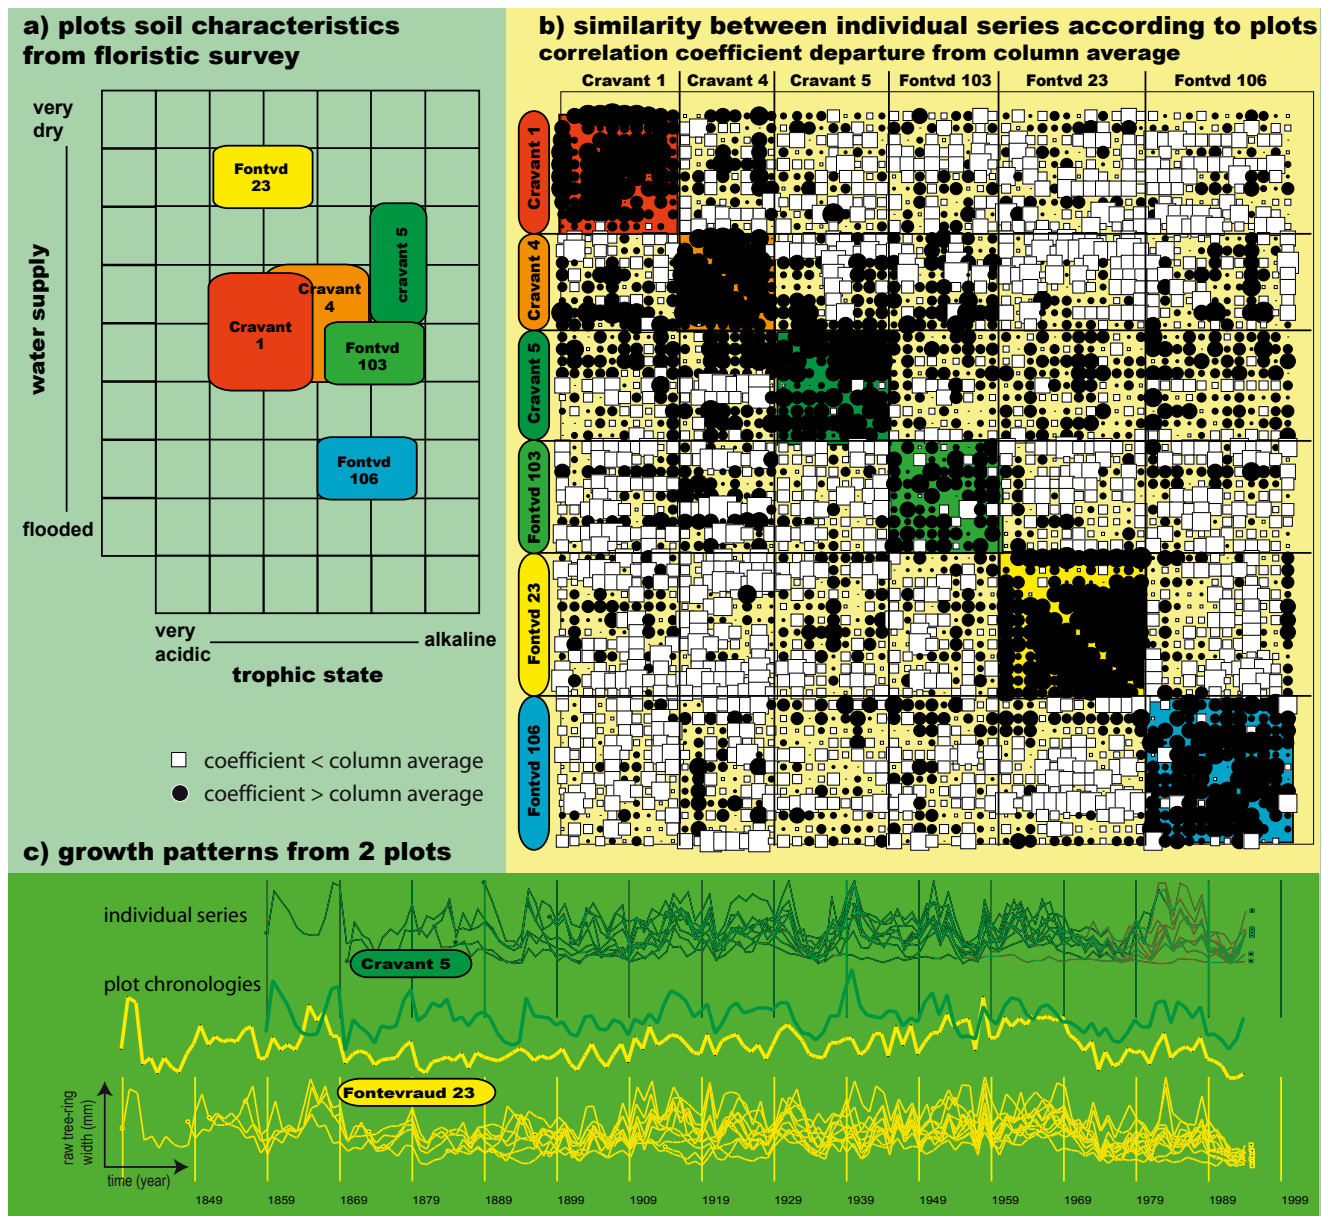 a) plots soil characteristics
from floristic survey
very
dry
water supply
flooded
Fontvd
23
cravant 5
Cravant
4
Cravant
1
Fontvd
103
Fontvd
106
very
acidic
alkaline
trophic state
coefficient < column average
coefficient > column average
b) similarity between individual series according to plots
correlation coefficient departure from column average
Cravant 1 Cravant 4 Cravant 5 Fontvd 103 Fontvd 23 Fontvd 106
Cravant 1
Cravant 4
Cravant 5
Fontvd 103
Fontvd 23
Fontvd 106
c) growth patterns from 2 plots
individual series
Cravant 5
plot chronologies
Fontevraud 23
raw tree-ring
width (mm)
time (year)
1849 1859 1869 1879 1889 1899 1909 1919 1929 1939 1949 1959 1969 1979 1989 1999